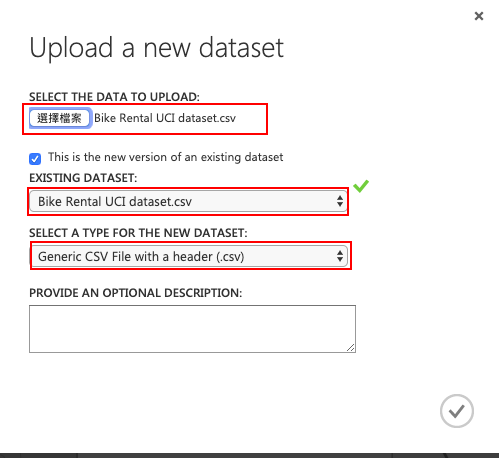 Upload a new dataset
SELECT THE DATA TO UPLOAD:
選擇檔案 Bike Rental UCI dataset.csv
This is the new version of an existing dataset
EXISTING DATASET:
Bike Rental UCI dataset.csv
SELECT A TYPE FOR THE NEW DATASET:
Generic CSV File with a header (.csv)
PROVIDE AN OPTIONAL DESCRIPTION: